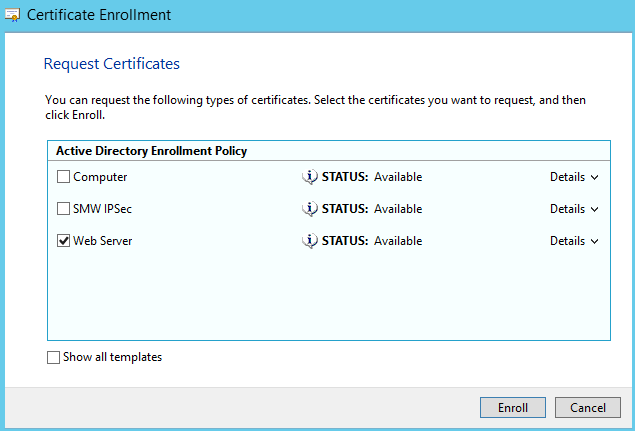 Certificate Enrollment
Request Certificates
You can request the following types of certificates. Select the certificates you want to request, and then
click Enroll.
Active Directory Enrollment Policy
Computer STATUS: Available Details
SMW IPSec STATUS: Available Details
Web Server STATUS: Available Details
Show all templates
Enroll Cancel